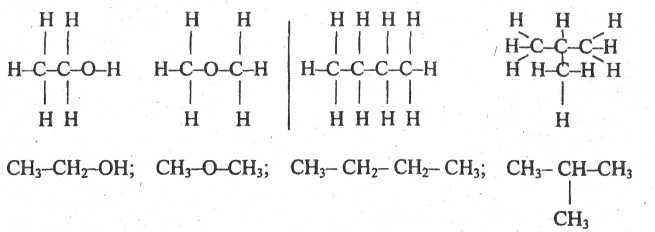 H H H H H H H H H H H
H–C–C–O–H H–C–O–C–H H–C–C–C–C–H H–C–C–C–H
H H–C–H H
H H H H H H H H H
CH₃–CH₂–OH; CH₃–O–CH₃; CH₃– CH₂– CH₂– CH₃; CH₃– CH–CH₃
CH₃